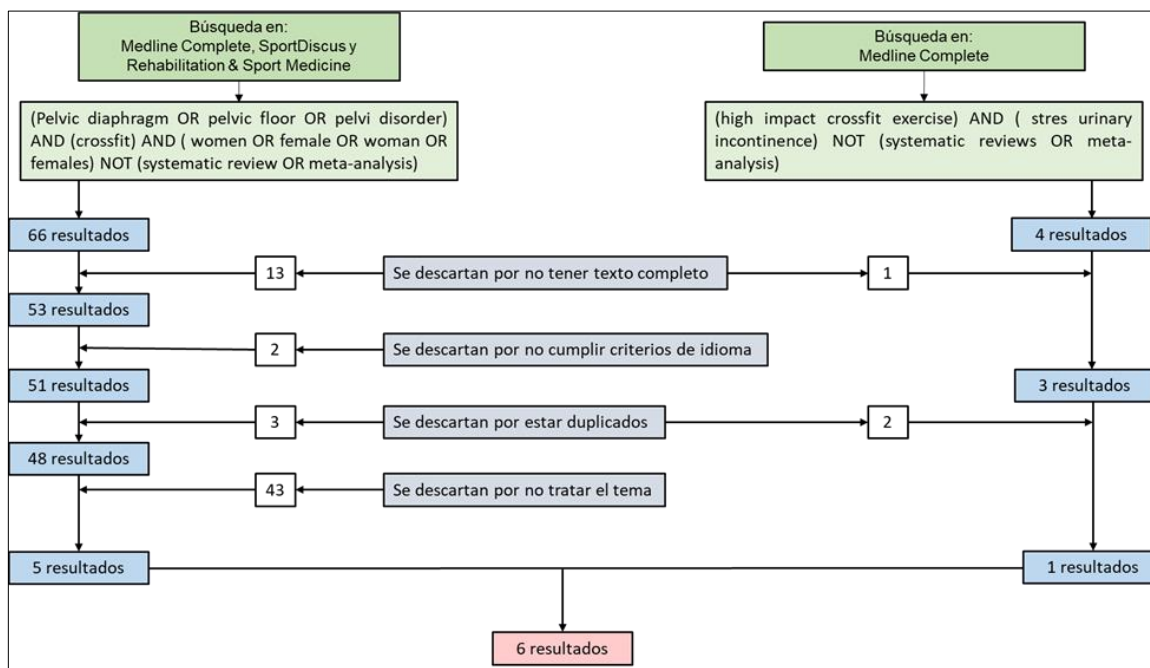 Búsqueda en:
Medline Complete, SportDiscus y
Rehabilitation & Sport Medicine
Búsqueda en:
Medline Complete
(Pelvic diaphragm OR pelvic floor OR pelvi disorder)
AND (crossfit) AND ( women OR female OR woman OR
females) NOT (systematic review OR meta-analysis)
(high impact crossfit exercise) AND ( stres urinary
incontinence) NOT (systematic reviews OR meta-
analysis)
66 resultados
4 resultados
13
Se descartan por no tener texto completo
1
53 resultados
2
Se descartan por no cumplir criterios de idioma
51 resultados
3 resultados
3
Se descartan por estar duplicados
2
48 resultados
43
Se descartan por no tratar el tema
5 resultados
1 resultados
6 resultados